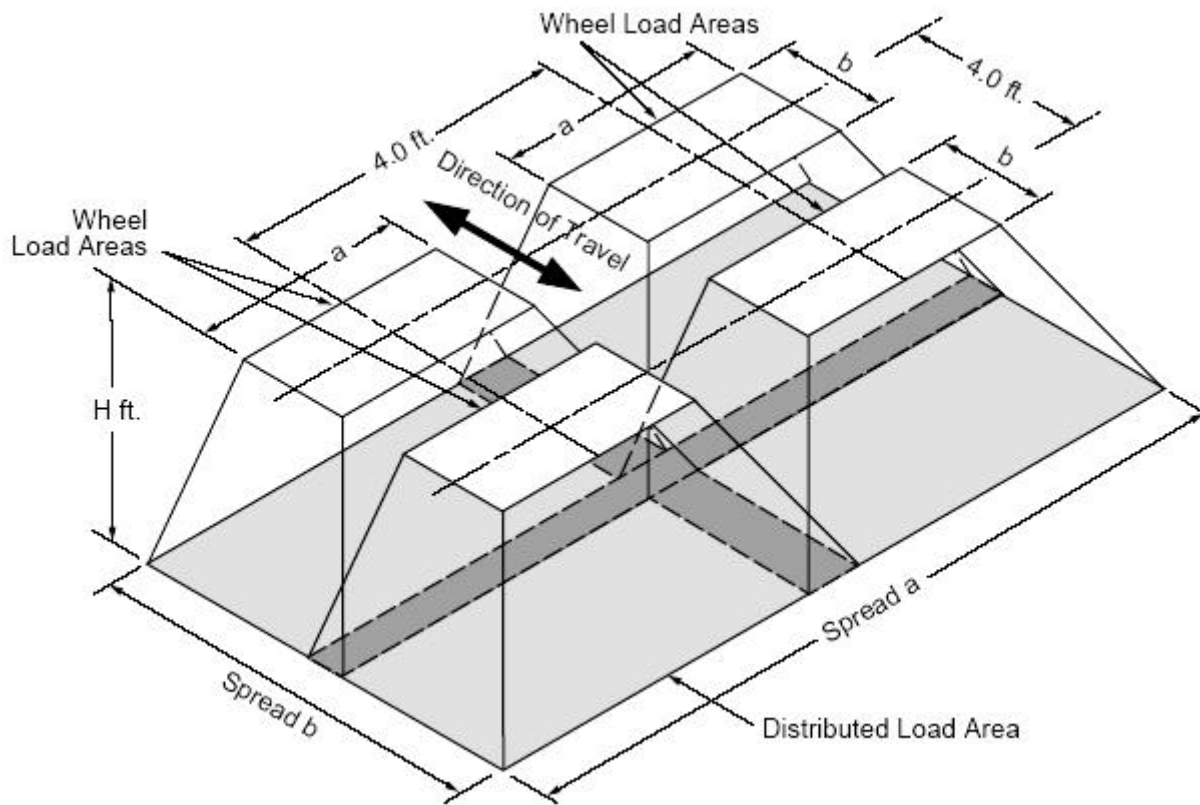 Wheel Load Areas
b
4.0 ft.
a
4.0 ft.
b
Direction of Travel
Wheel
Load Areas
a
H ft.
Spread a
Spread b
Distributed Load Area